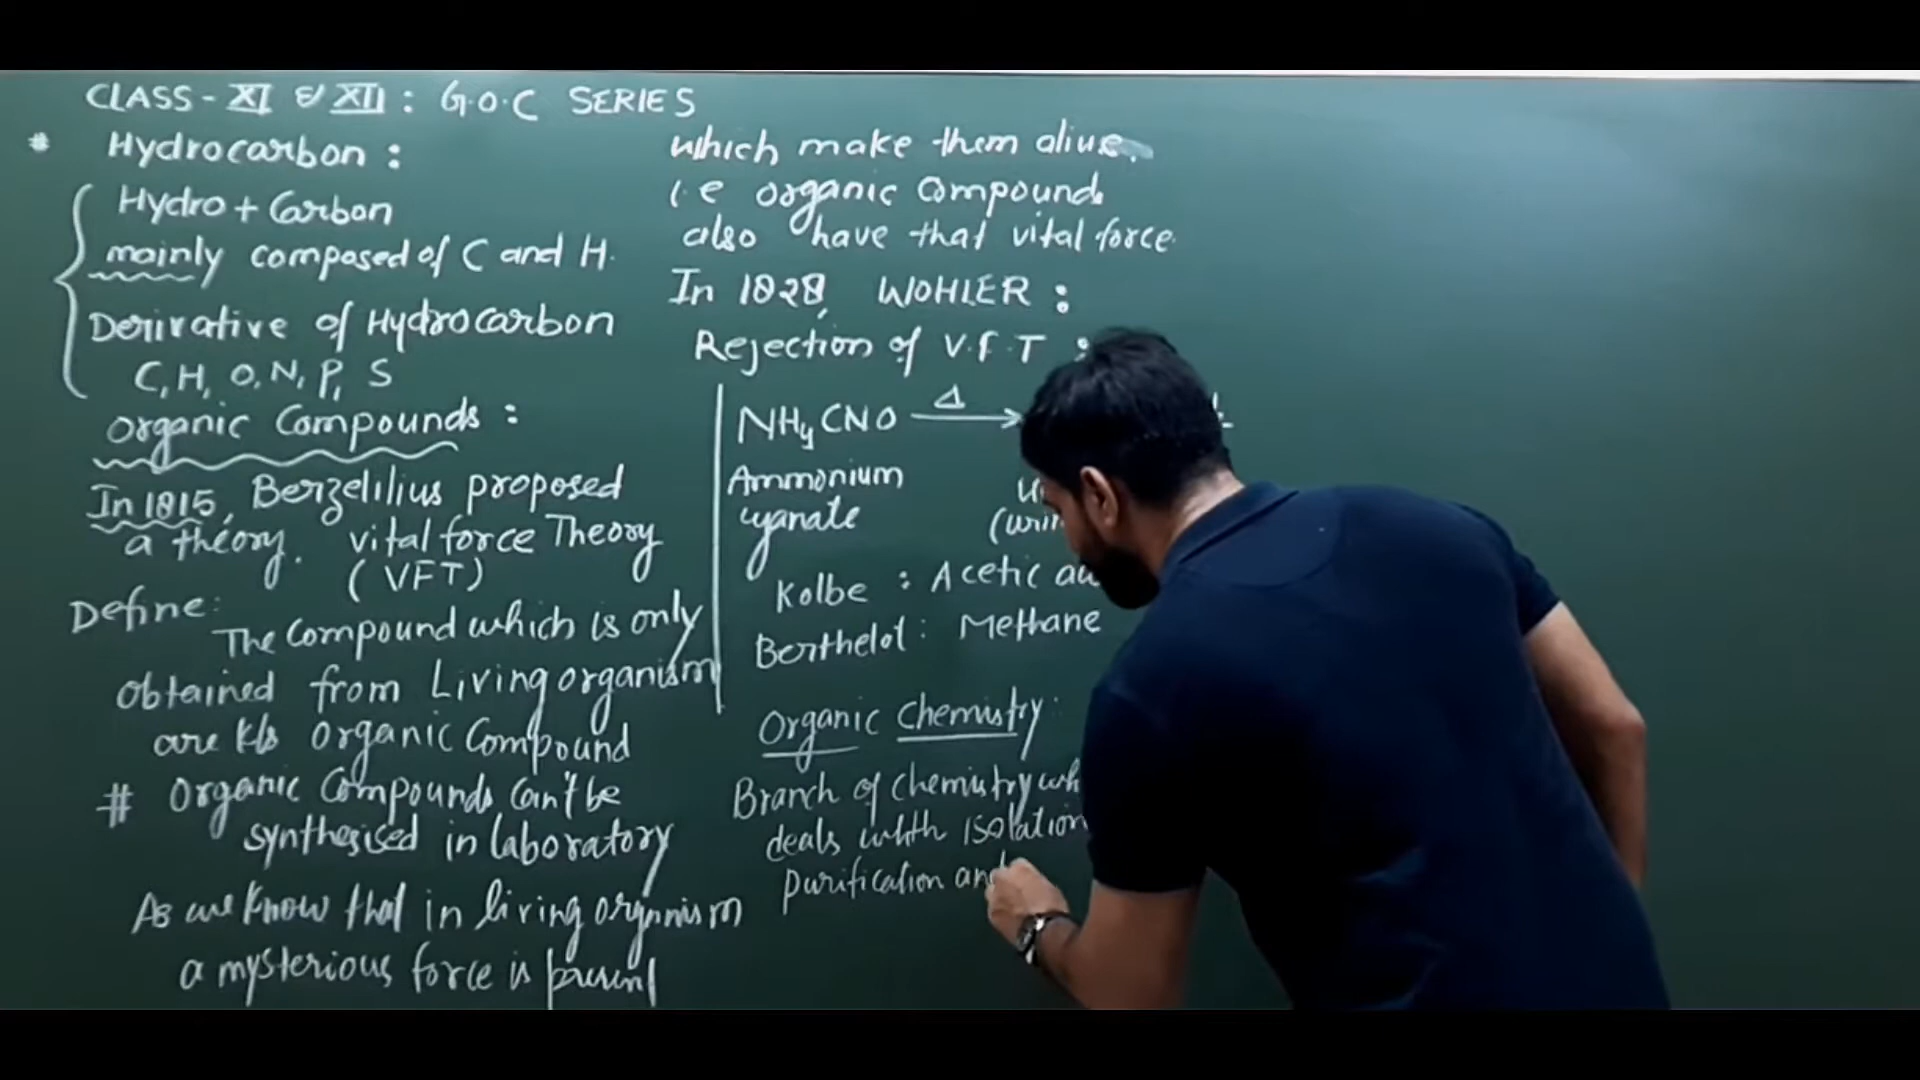 CLASS - XI & XII : G.O.C SERIES
* Hydrocarbon :
Hydro + Carbon
mainly composed of C and H.
Derivative of Hydrocarbon
C, H, O, N, P, S
Organic Compounds :
In 1815, Berzelilius proposed
a theory. vital force Theory
(VFT)
Define:
The Compound which is only
obtained from Living organism
are k/s Organic Compound
# Organic Compounds Can't be
synthesised in laboratory
As we know that in living organism
a mysterious force is present
which make them alive.
i.e organic Compounds
also have that vital force.
In 1828, WOHLER :
Rejection of V.F.T :
NH4CNO Δ →
Ammonium
cyanate
(urin
Kolbe : Acetic
Berthelot : Methane
Organic Chemistry:
Branch of Chemistry wh
deals whth isolation
purification an